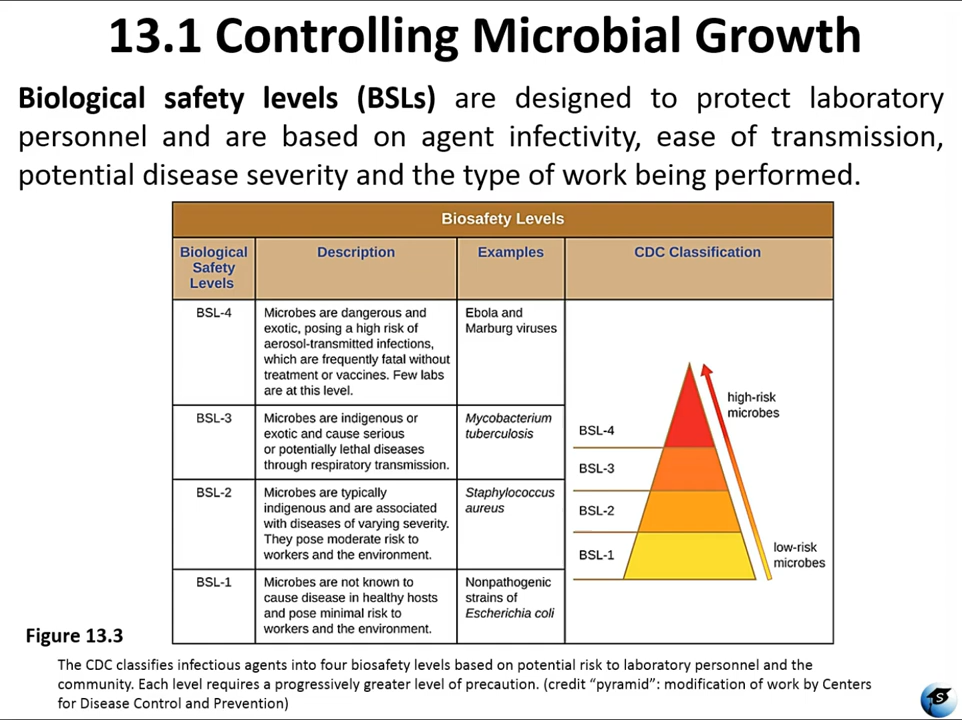 13.1 Controlling Microbial Growth
Biological safety levels (BSLs) are designed to protect laboratory
personnel and are based on agent infectivity, ease of transmission,
potential disease severity and the type of work being performed.
Biosafety Levels
Biological
Safety
Levels
Description
Examples
CDC Classification
BSL-4
Microbes are dangerous and
exotic, posing a high risk of
aerosol-transmitted infections,
which are frequently fatal without
treatment or vaccines. Few labs
are at this level.
Ebola and
Marburg viruses
BSL-3
Microbes are indigenous or
exotic and cause serious
or potentially lethal diseases
through respiratory transmission.
Mycobacterium
tuberculosis
BSL-2
Microbes are typically
indigenous and are associated
with diseases of varying severity.
They pose moderate risk to
workers and the environment.
Staphylococcus
aureus
BSL-1
Microbes are not known to
cause disease in healthy hosts
and pose minimal risk to
workers and the environment.
Nonpathogenic
strains of
Escherichia coli
high-risk
microbes
BSL-4
BSL-3
BSL-2
BSL-1
low-risk
microbes
Figure 13.3
The CDC classifies infectious agents into four biosafety levels based on potential risk to laboratory personnel and the
community. Each level requires a progressively greater level of precaution. (credit “pyramid”: modification of work by Centers
for Disease Control and Prevention)
S